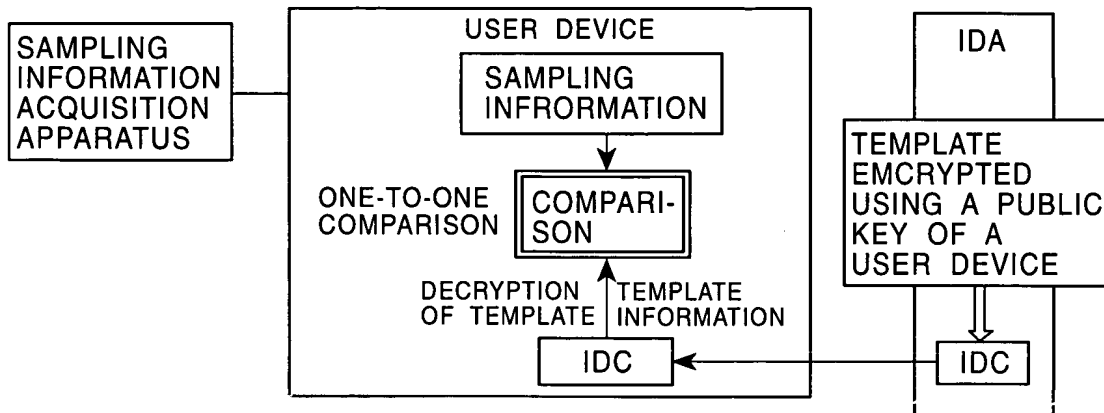 SAMPLING
INFORMATION
ACQUISITION
APPARATUS
USER DEVICE
SAMPLING
INFRORMATION
ONE-TO-ONE
COMPARISON
COMPARI-
SON
DECRYPTION
OF TEMPLATE
TEMPLATE
INFORMATION
IDC
IDA
TEMPLATE
EMCRYPTED
USING A PUBLIC
KEY OF A
USER DEVICE
IDC